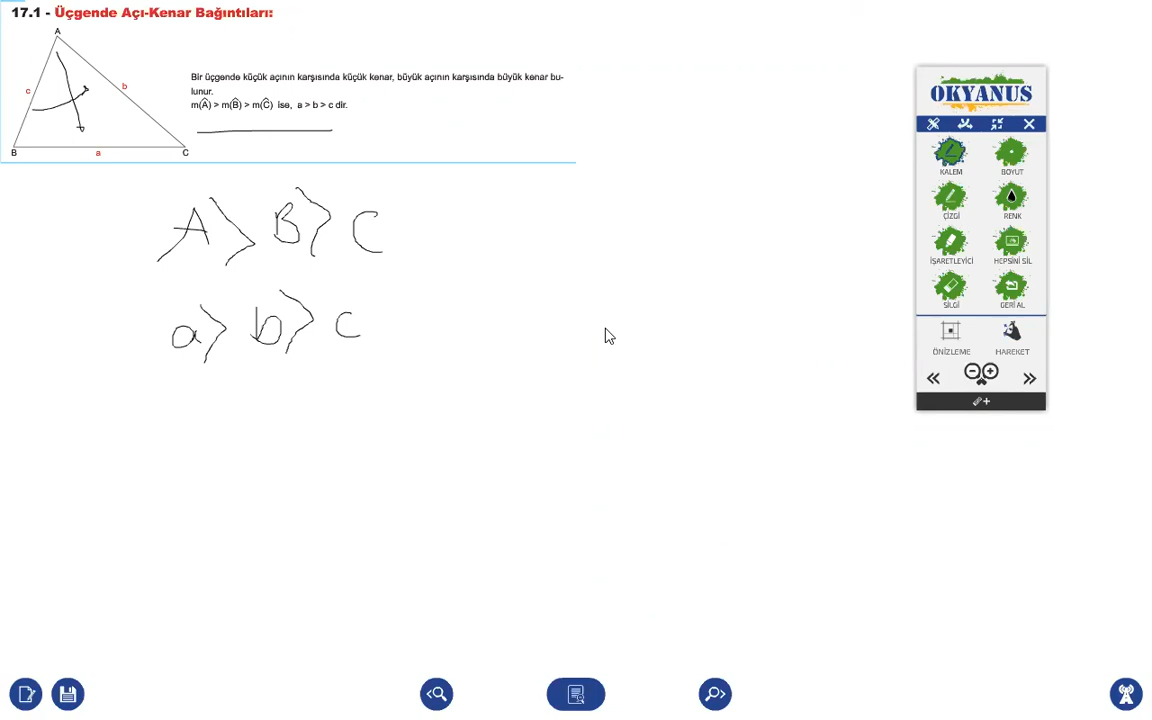 17.1 - Üçgende Açı-Kenar Bağıntıları:
A
c
b
B
a
C
Bir üçgende küçük açının karşısında küçük kenar, büyük açının karşısında büyük kenar bu-
lunur.
m(Â) > m(B̂) > m(Ĉ) ise, a > b > c dir.
A > B > C
a > b > c
OKYANUS
KALEM
BOYUT
ÇİZGİ
RENK
İŞARETLEYİCİ
HEPSİNİ SİL
SİLGİ
GERİ AL
ÖNİZLEME
HAREKET